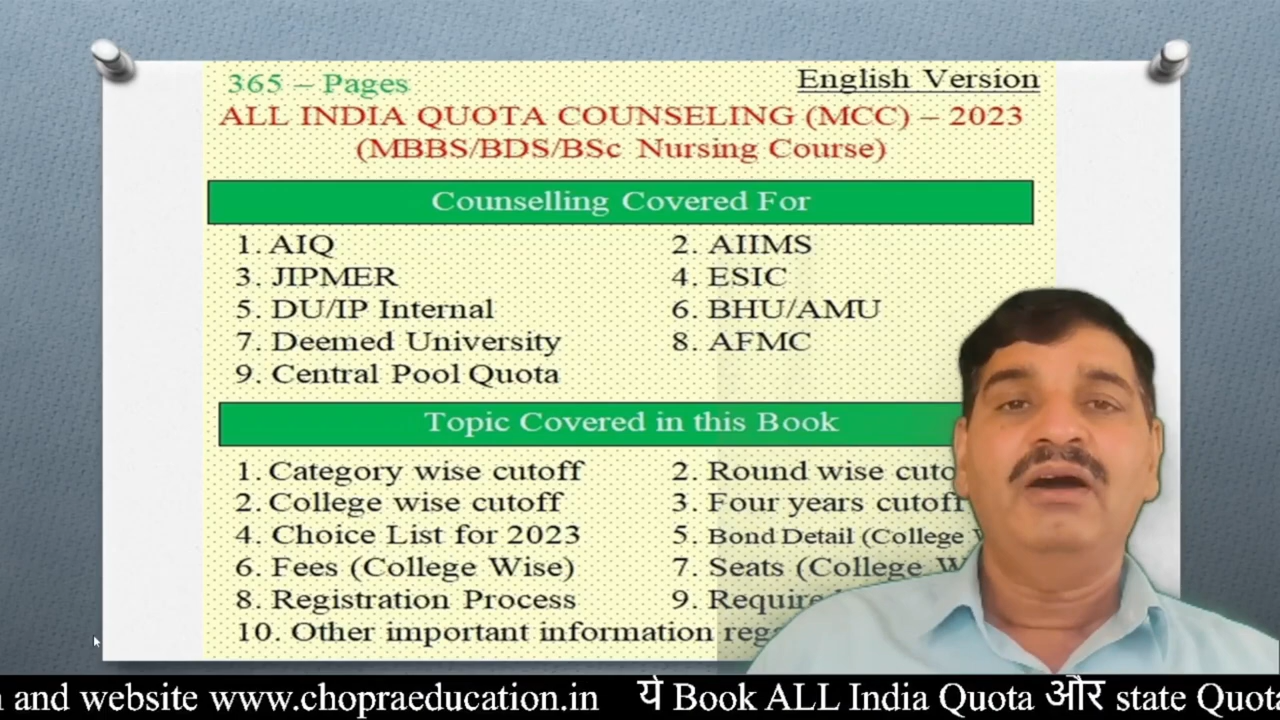 365 – Pages
English Version
ALL INDIA QUOTA COUNSELING (MCC) – 2023
(MBBS/BDS/BSc Nursing Course)
Counselling Covered For
1. AIQ
2. AIIMS
3. JIPMER
4. ESIC
5. DU/IP Internal
6. BHU/AMU
7. Deemed University
8. AFMC
9. Central Pool Quota
Topic Covered in this Book
1. Category wise cutoff
2. Round wise
2. College wise cutoff
3. Four years cutoff
4. Choice List for 2023
5. Bond Detail (College
6. Fees (College Wise)
7. Seats (College
8. Registration Process
9.
10. Other important information
and website www.chopraeducation.in ये Book ALL India Quota और state Quota